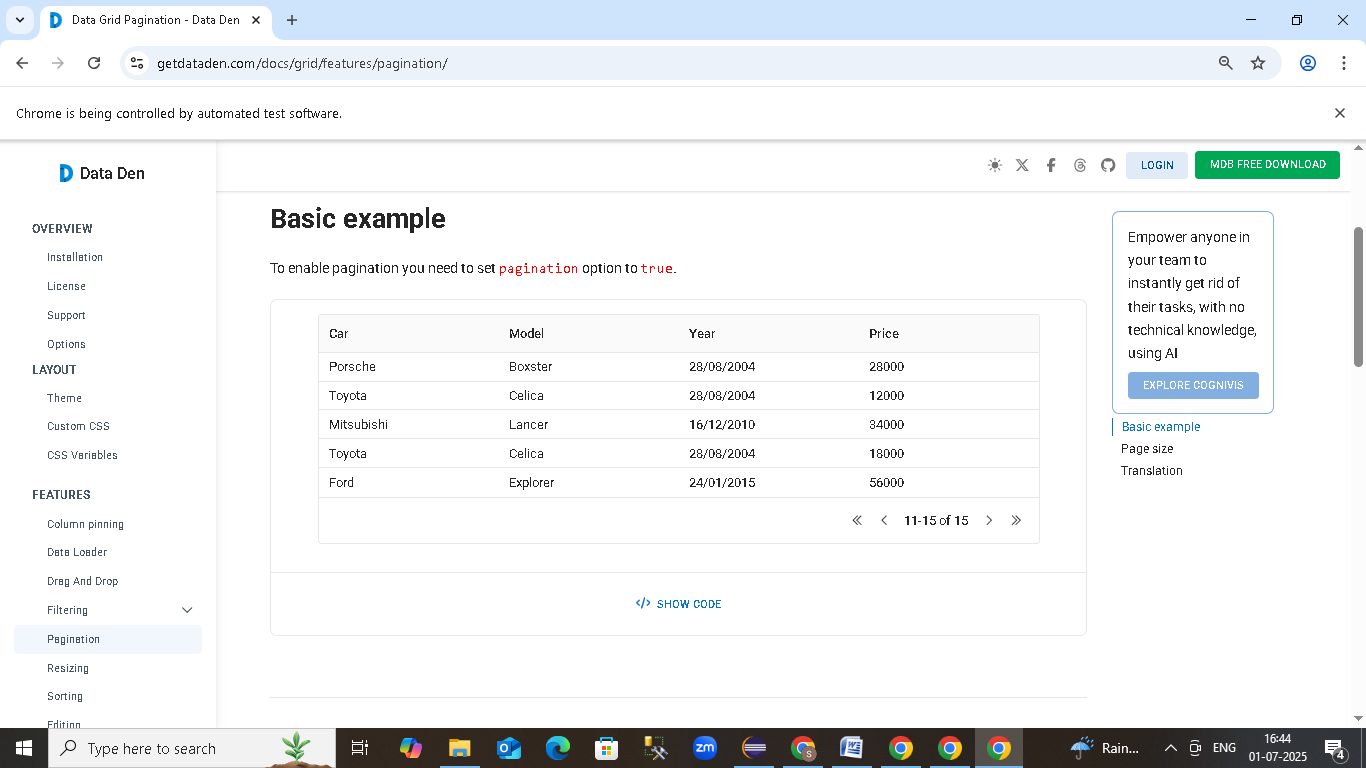 Data Grid Pagination - Data Den
getdataden.com/docs/grid/features/pagination/
Chrome is being controlled by automated test software.
Data Den
LOGIN
MDB FREE DOWNLOAD
OVERVIEW
Installation
License
Support
Options
LAYOUT
Theme
Custom CSS
CSS Variables
FEATURES
Column pinning
Data Loader
Drag And Drop
Filtering
Pagination
Resizing
Sorting
Editing
Basic example
To enable pagination you need to set pagination option to true.
Car Model Year Price
Porsche Boxster 28/08/2004 28000
Toyota Celica 28/08/2004 12000
Mitsubishi Lancer 16/12/2010 34000
Toyota Celica 28/08/2004 18000
Ford Explorer 24/01/2015 56000
11-15 of 15
</> SHOW CODE
Empower anyone in
your team to
instantly get rid of
their tasks, with no
technical knowledge,
using AI
EXPLORE COGNIVIS
Basic example
Page size
Translation
Type here to search
zm
S
W
Rain...
ENG
16:44
01-07-2025
4